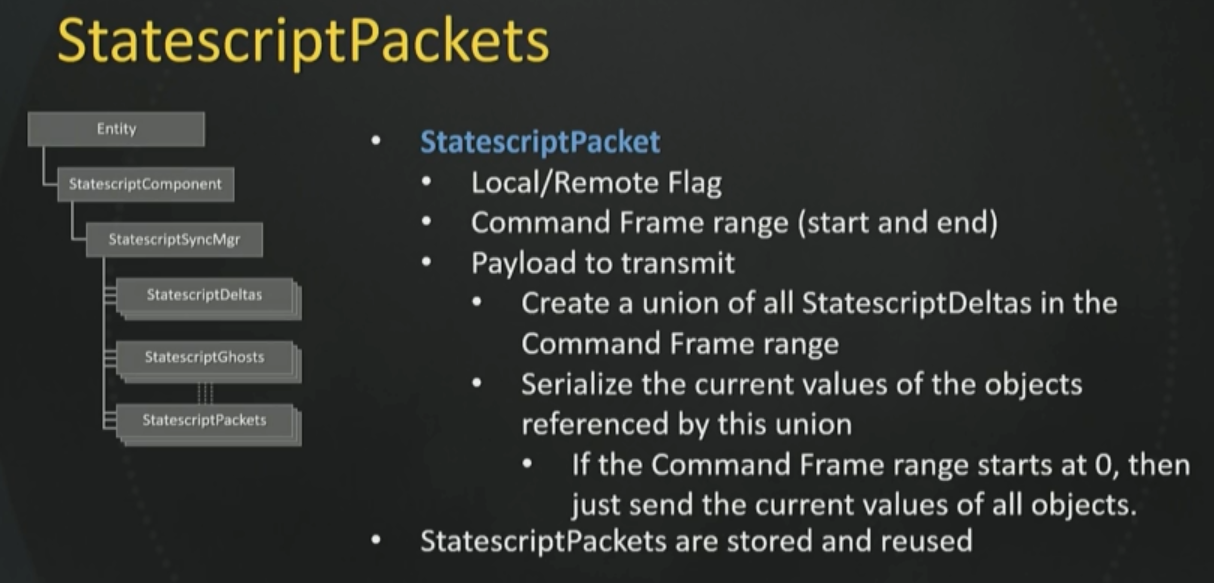 StatescriptPackets
Entity
StatescriptComponent
StatescriptSyncMgr
StatescriptDeltas
StatescriptGhosts
StatescriptPackets
• StatescriptPacket
• Local/Remote Flag
• Command Frame range (start and end)
• Payload to transmit
• Create a union of all StatescriptDeltas in the
Command Frame range
• Serialize the current values of the objects
referenced by this union
• If the Command Frame range starts at 0, then
just send the current values of all objects.
• StatescriptPackets are stored and reused